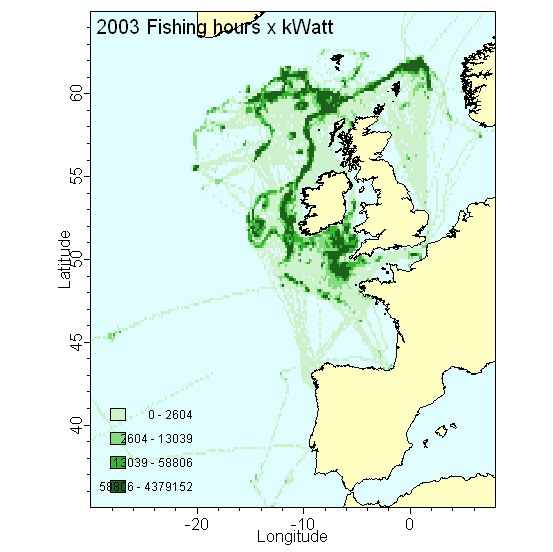 2003 Fishing hours x kWatt
60
55
50
45
40
Latitude
0 - 2604
2604 - 13039
13039 - 58806
58806 - 4379152
-20 -10 0
Longitude